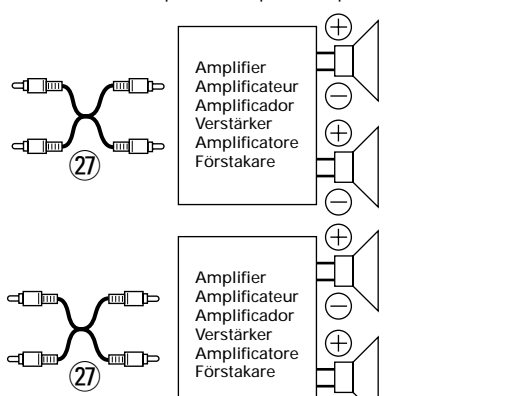 +
Amplifier
Amplificateur
Amplificador
Verstärker
Amplificatore
Förstakare
−
+
27
−
+
Amplifier
Amplificateur
Amplificador
Verstärker
Amplificatore
Förstakare
−
+
27